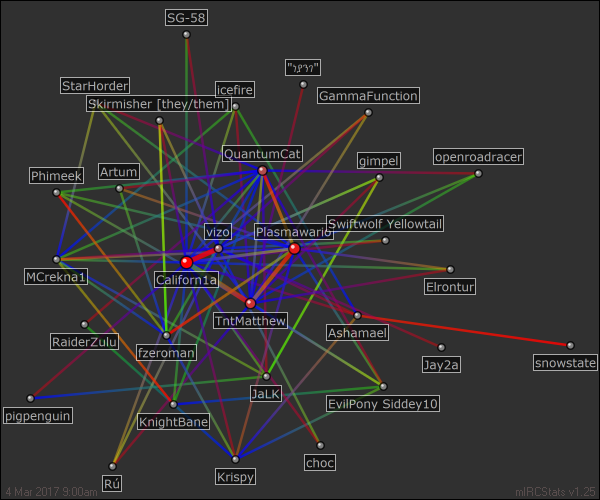 SG-58
StarHorder
icefire
"ንያንን"
Skirmisher [they/them]
GammaFunction
QuantumCat
gimpel
openroadracer
Phimeek
Artum
vizo
Plasmawario
Swiftwolf Yellowtail
MCrekna1
Californ1a
Elrontur
TntMatthew
Ashamael
RaiderZulu
fzeroman
Jay2a
snowstate
JaLK
pigpenguin
KnightBane
EvilPony Siddey10
choc
Rú
Krispy
4 Mar 2017 9:00am
mIRCStats v1.25